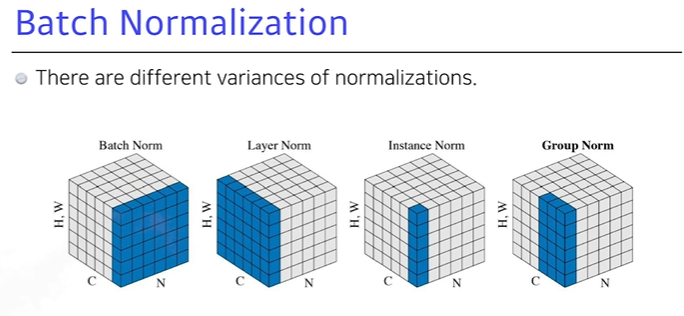 Batch Normalization
There are different variances of normalizations.
Batch Norm
Layer Norm
Instance Norm
Group Norm
H, W
H, W
H, W
H, W
C
N
C
N
C
N
C
N